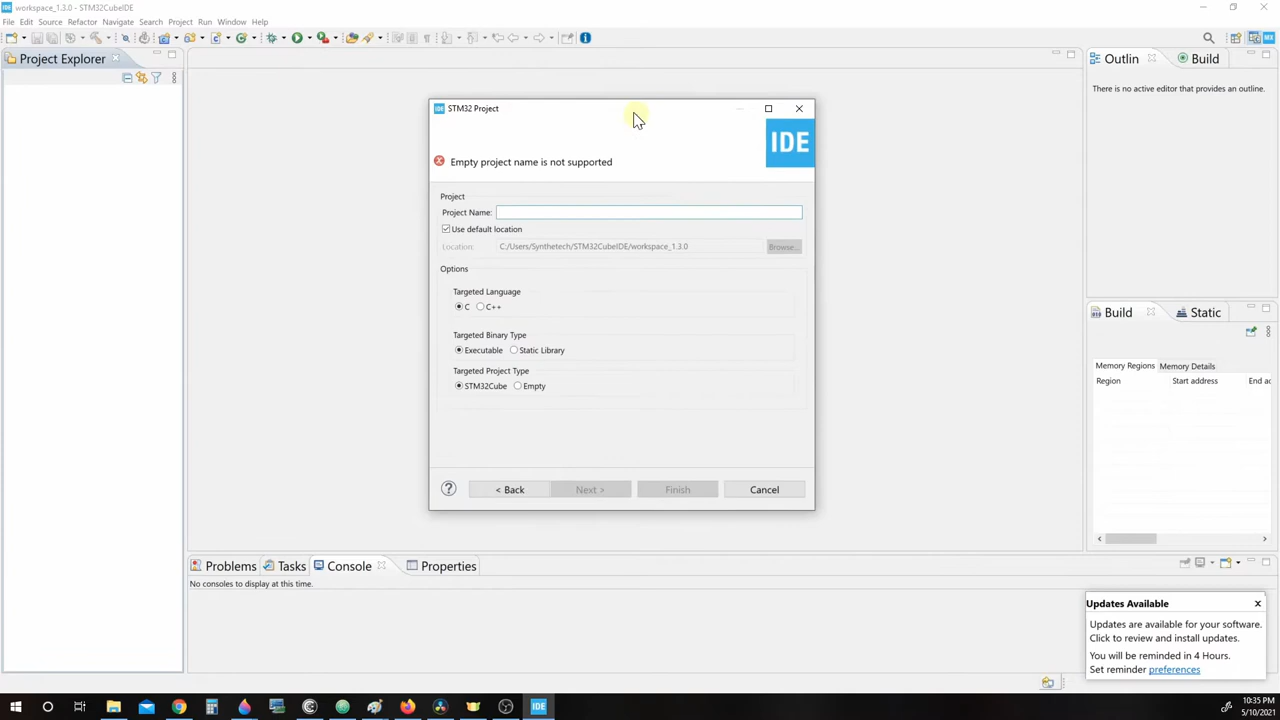 workspace_1.3.0 - STM32CubeIDE
File Edit Source Refactor Navigate Search Project Run Window Help
MX
Project Explorer
Outlin
Build
There is no active editor that provides an outline.
IDE STM32 Project
IDE
Empty project name is not supported
Project
Project Name:
Use default location
Location: C:/Users/Synthetech/STM32CubeIDE/workspace_1.3.0 Browse...
Options
Targeted Language
C C++
Targeted Binary Type
Executable Static Library
Targeted Project Type
STM32Cube Empty
? < Back Next > Finish Cancel
Build
Static
Memory Regions Memory Details
Region Start address End ac
Problems Tasks Console Properties
No consoles to display at this time.
Updates Available
Updates are available for your software.
Click to review and install updates.
You will be reminded in 4 Hours.
Set reminder preferences
IDE
10:35 PM
5/10/2021